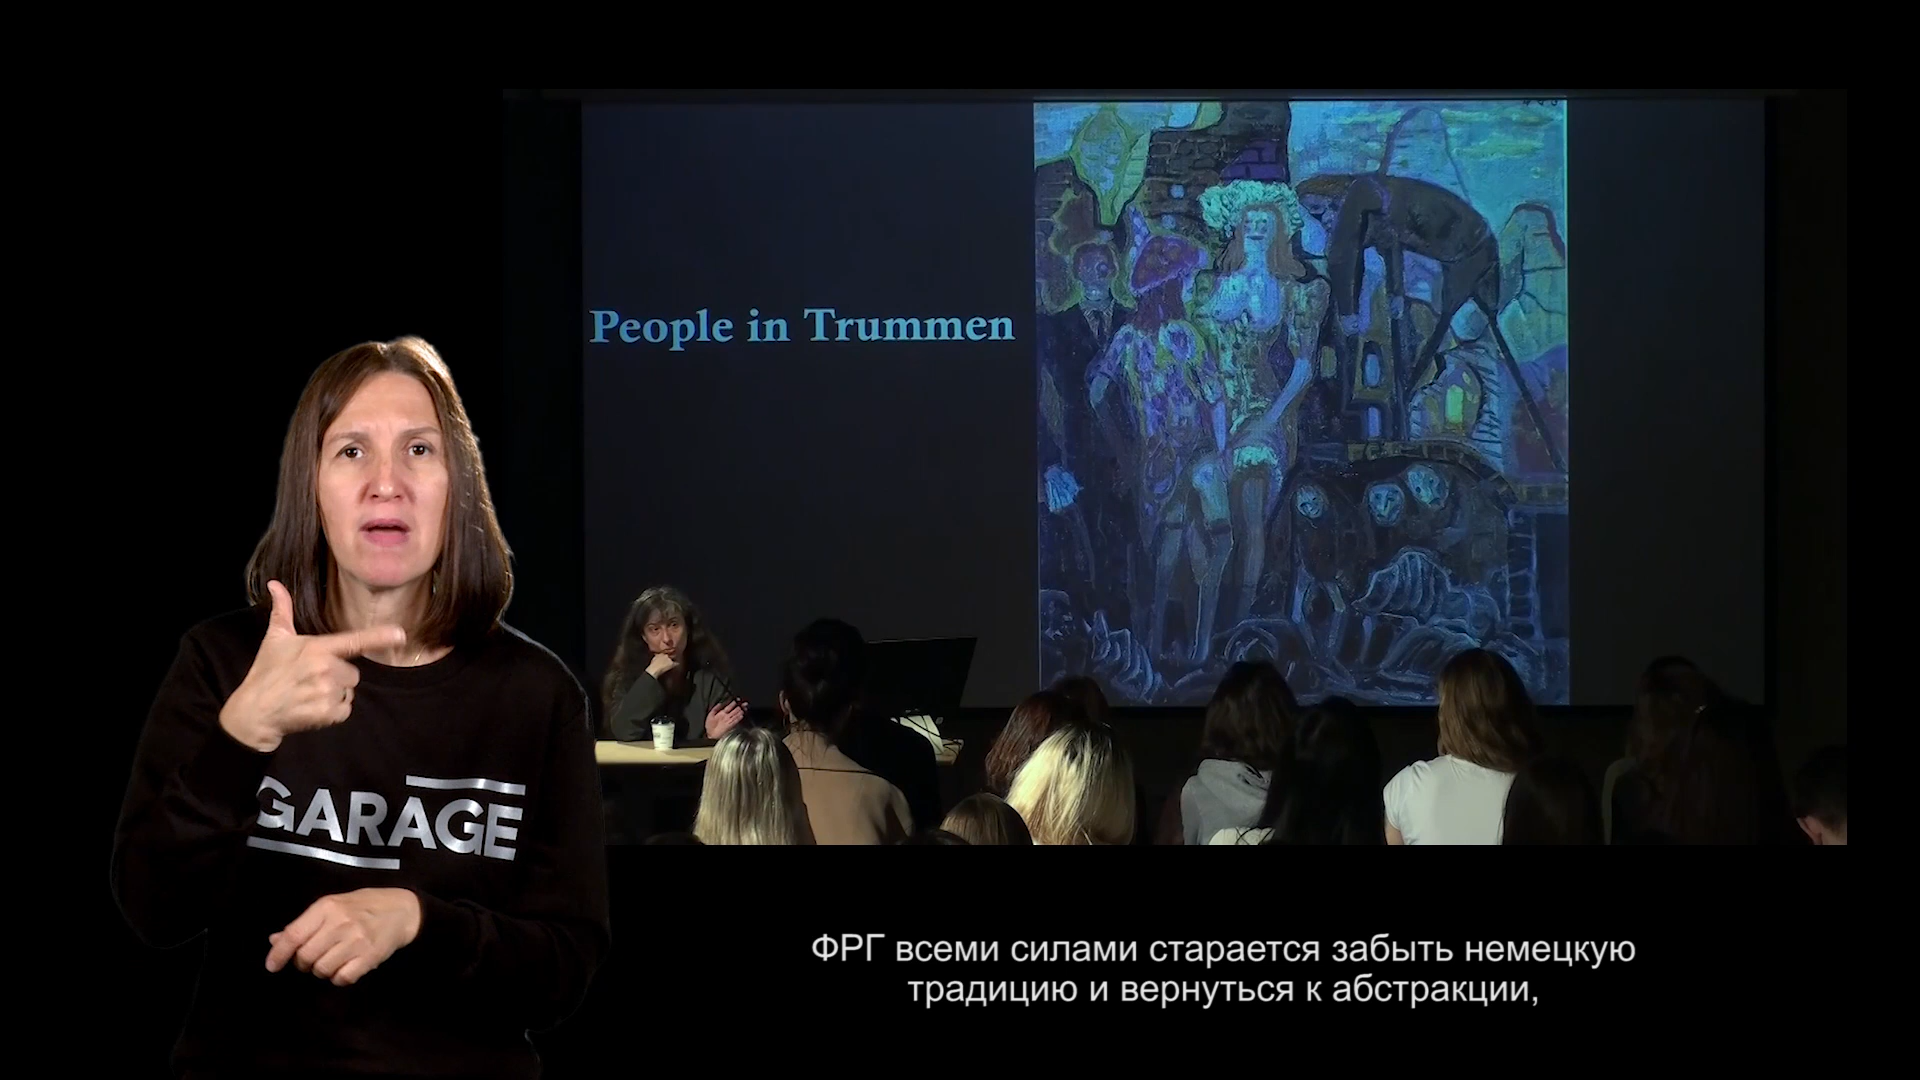 People in Trummen
GARAGE
ФРГ всеми силами старается забыть немецкую
традицию и вернуться к абстракции,